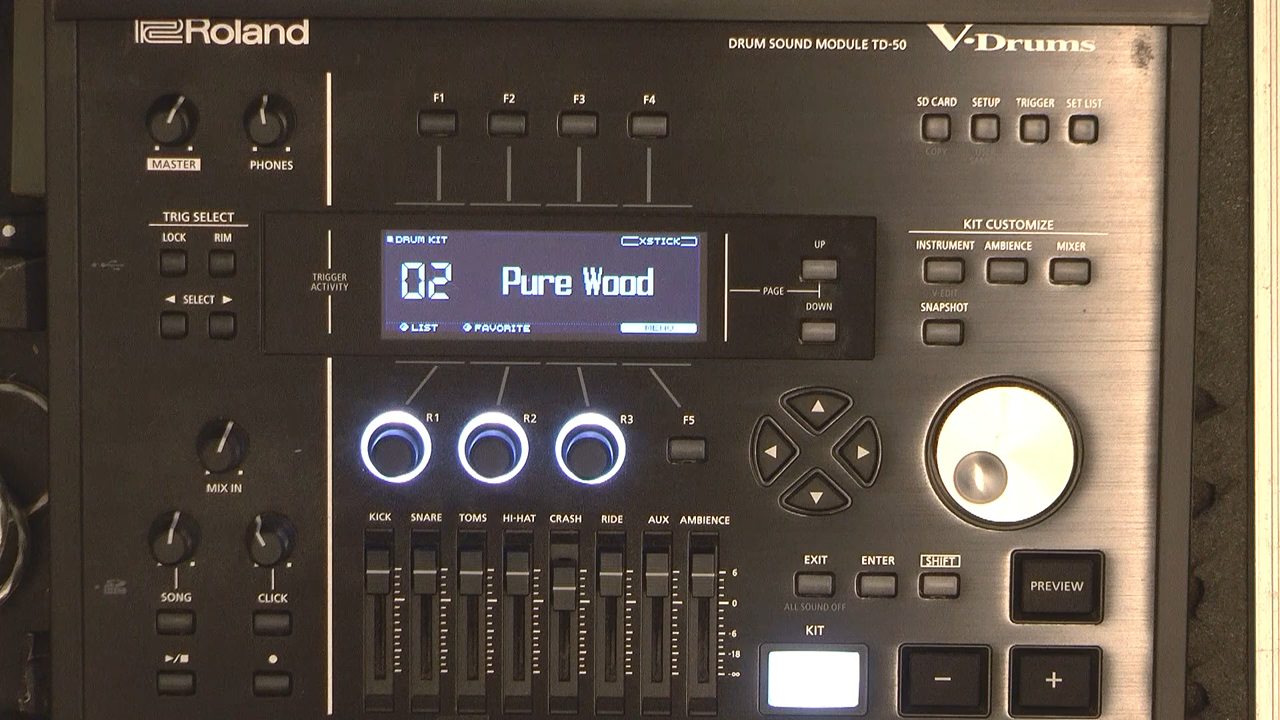 Roland
DRUM SOUND MODULE TD-50
V-Drums
MASTER
PHONES
F1 F2 F3 F4
SD CARD SETUP TRIGGER SET LIST
COPY
TRIG SELECT
LOCK RIM
◄ SELECT ►
TRIGGER
ACTIVITY
DRUM KIT
XSTICK
02 Pure Wood
LIST FAVORITE MENU
UP
PAGE
DOWN
KIT CUSTOMIZE
INSTRUMENT AMBIENCE MIXER
V-EDIT
SNAPSHOT
R1 R2 R3 F5
MIX IN
KICK SNARE TOMS HI-HAT CRASH RIDE AUX AMBIENCE
6
0
-6
-18
-∞
SONG CLICK
EXIT ENTER SHIFT
ALL SOUND OFF
PREVIEW
KIT
− +